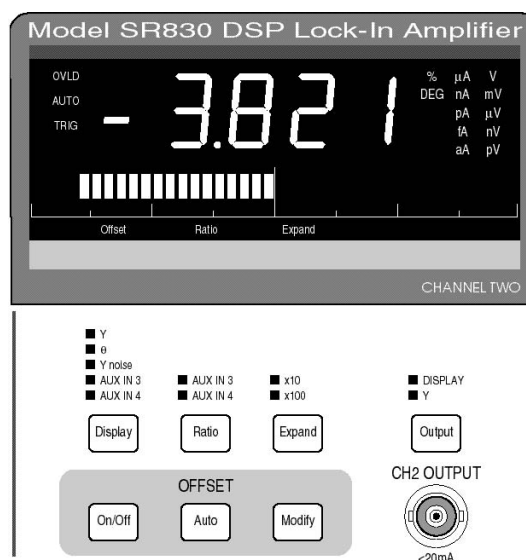 Model SR830 DSP Lock-In Amplifier
OVLD
AUTO
TRIG
- 3.821
% μA V
DEG nA mV
pA μV
fA nV
aA pV
Offset Ratio Expand
CHANNEL TWO
Y
θ
Y noise
AUX IN 3 AUX IN 3 x10 DISPLAY
AUX IN 4 AUX IN 4 x100 Y
Display Ratio Expand Output
OFFSET
CH2 OUTPUT
On/Off Auto Modify
<20mA